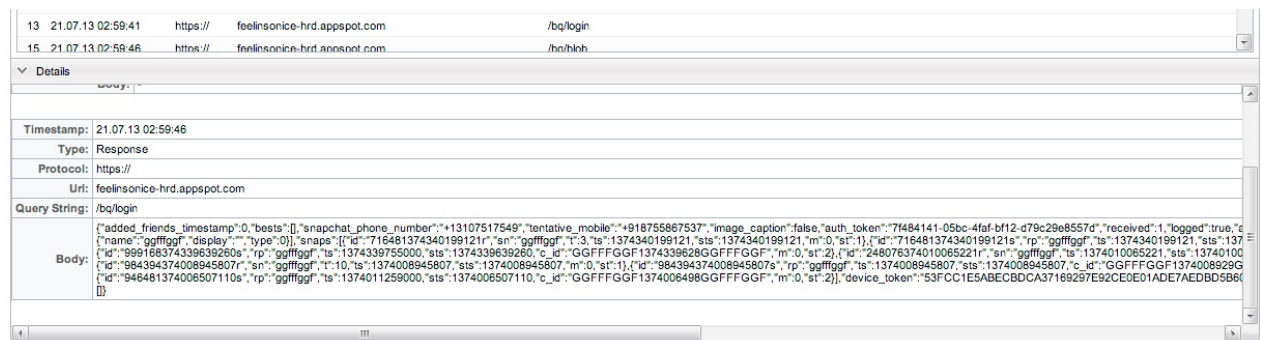 13 21.07.13 02:59:41 https:// feelinsonice-hrd.appspot.com /bq/login
15 21.07.13 02:59:46 https:// feelinsonice-hrd.appspot.com /bq/blob
Details
Body:
Timestamp: 21.07.13 02:59:46
Type: Response
Protocol: https://
Url: feelinsonice-hrd.appspot.com
Query String: /bq/login
Body:
{"added_friends_timestamp":0,"bests":[],"snapchat_phone_number":"+13107517549","tentative_mobile":"+918755867537","image_caption":false,"auth_token":"7f484141-05bc-4faf-bf12-d79c29e8557d","received":1,"logged":true,"a
{"name":"ggfffggf","display":"","type":0}],"snaps":[{"id":"716481374340199121r","sn":"ggfffggf","t":3,"ts":1374340199121,"sts":1374340199121,"m":0,"st":1},{"id":"716481374340199121s","rp":"ggfffggf","ts":1374340199121,"sts":137
{"id":"999168374339639260s","rp":"ggfffggf","ts":1374339755000,"sts":1374339639260,"c_id":"GGFFFGGF1374339628GGFFFGGF","m":0,"st":2},{"id":"248076374010065221r","sn":"ggfffggf","ts":1374010065221,"sts":1374010
{"id":"984394374008945807r","sn":"ggfffggf","t":10,"ts":1374008945807,"sts":1374008945807,"m":0,"st":1},{"id":"984394374008945807s","rp":"ggfffggf","ts":1374008945807,"sts":1374008945807,"c_id":"GGFFFGGF1374008929G
{"id":"946481374006507110s","rp":"ggfffggf","ts":1374011259000,"sts":1374006507110,"c_id":"GGFFFGGF1374006498GGFFFGGF","m":0,"st":2}],"device_token":"53FCC1E5ABECBDCA37169297E92CE0E01ADE7AEDBD5B60
[]}